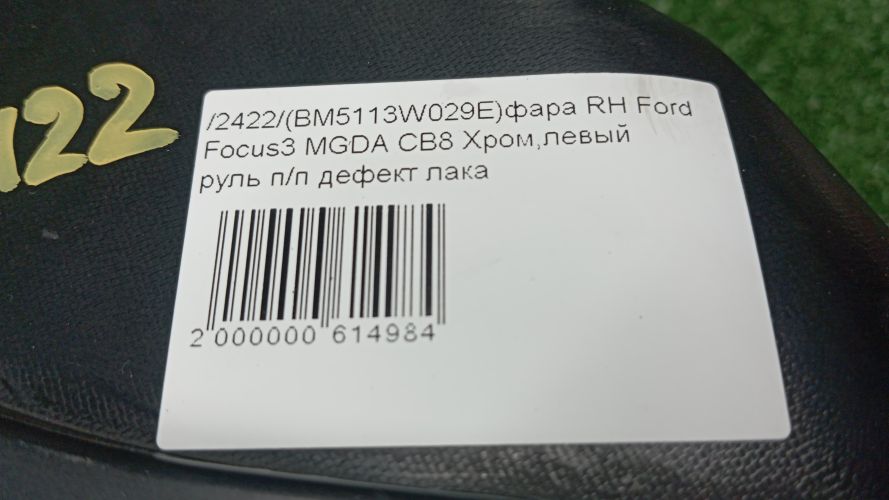 122
/2422/(BM5113W029E)фара RH Ford
Focus3 MGDA CB8 Хром,левый
руль п/п дефект лака
2 000000 614984